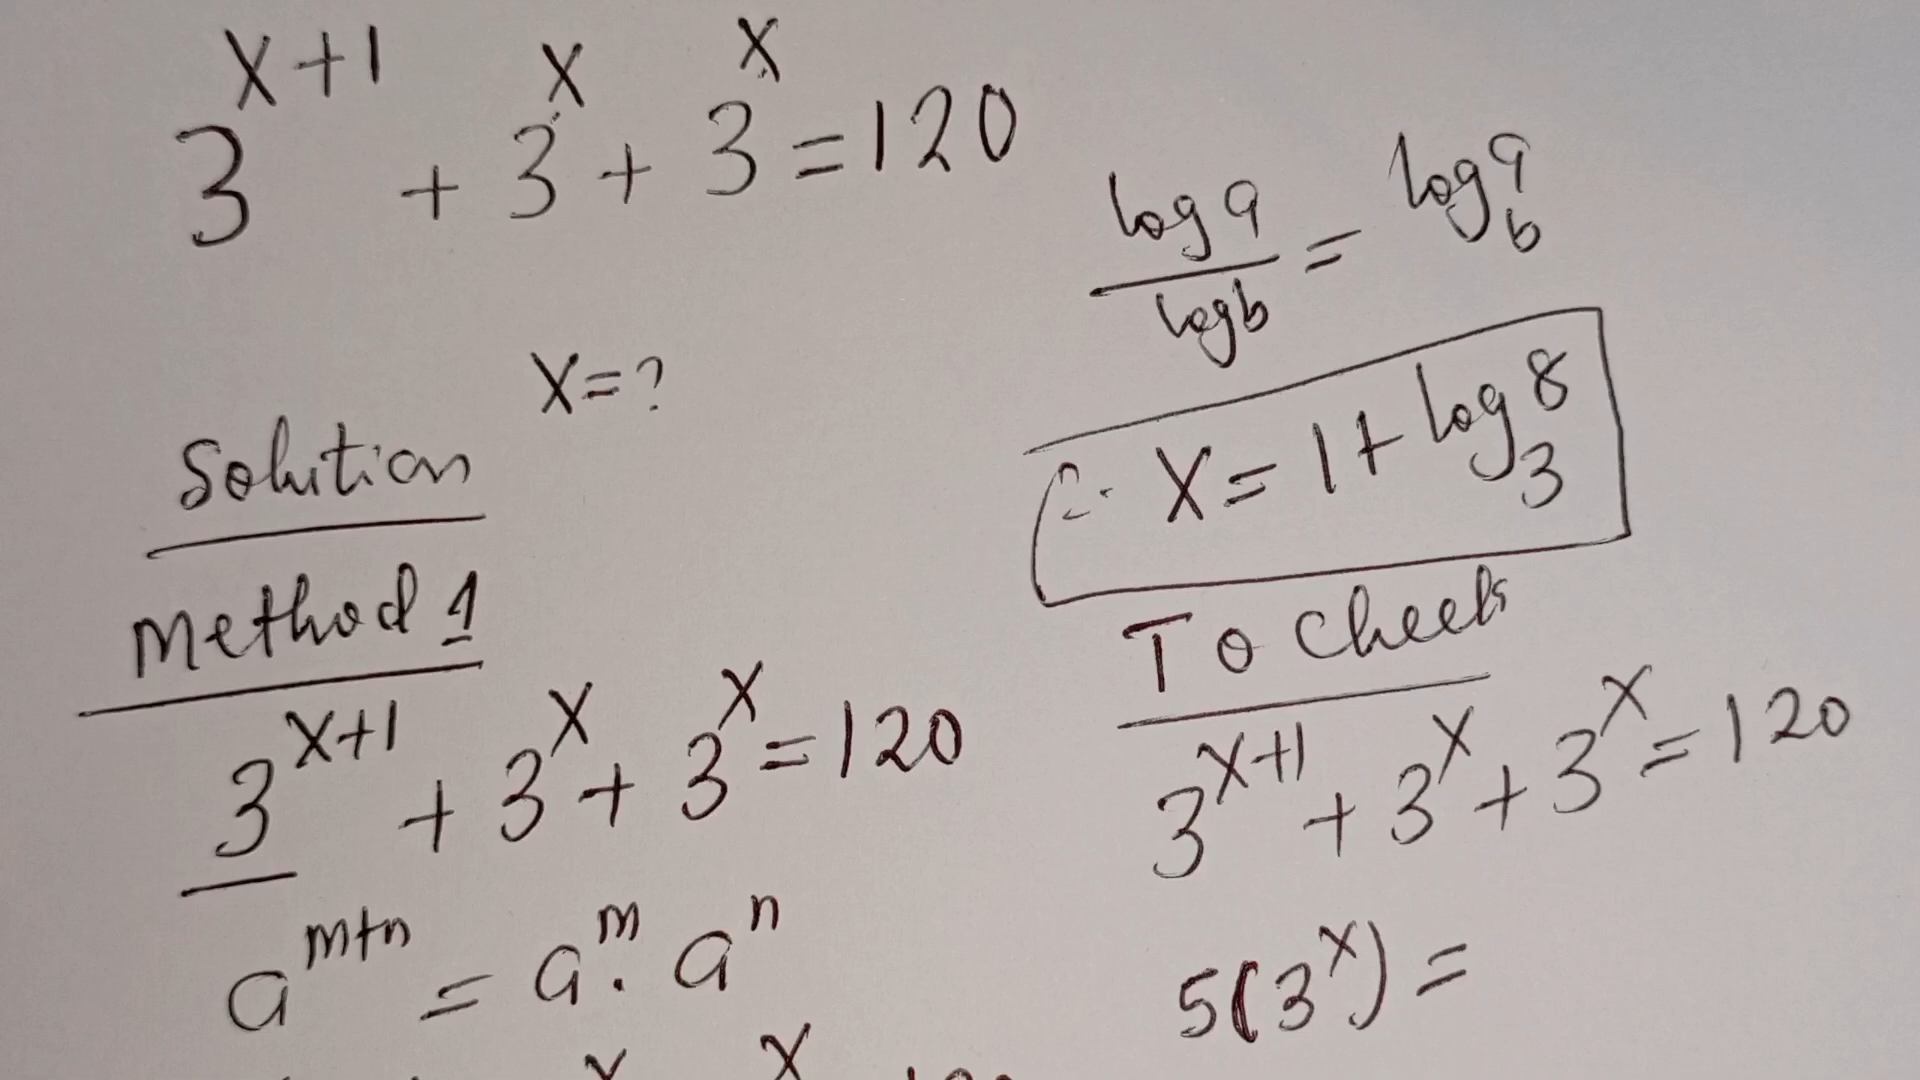 3^{x+1} + 3^x + 3^x = 120
x = ?
Solution
Method 1
3^{x+1} + 3^x + 3^x = 120
a^{m+n} = a^m . a^n
log a / log b = log_b a
∴ x = 1 + log_3 8
To Check
3^{x+1} + 3^x + 3^x = 120
5(3^x) =